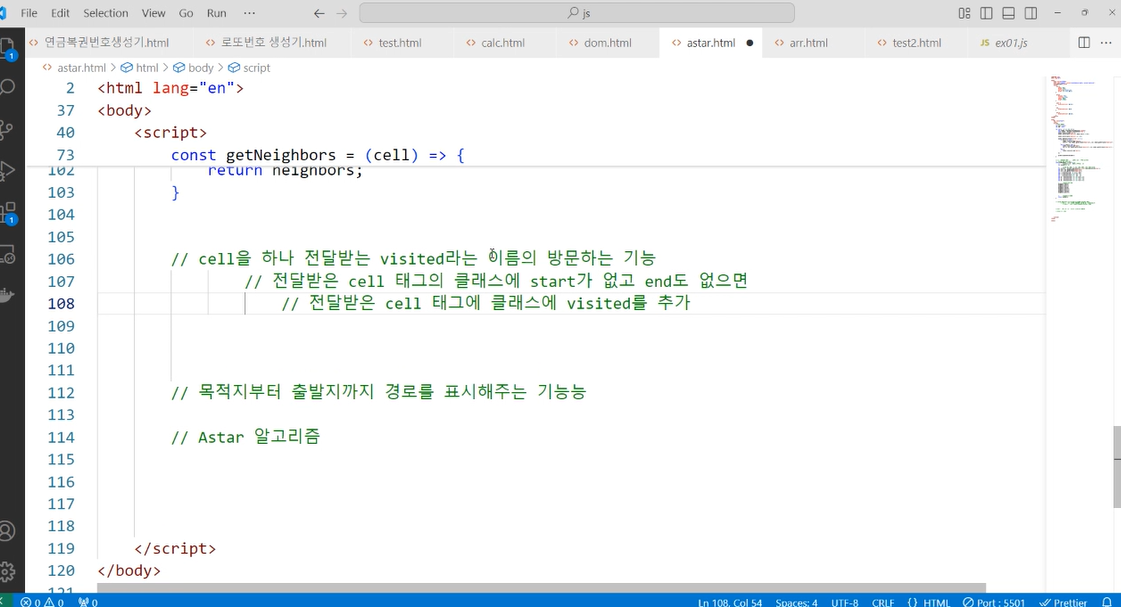 File Edit Selection View Go Run ··· js
연금복권번호생성기.html 로또번호 생성기.html test.html calc.html dom.html astar.html arr.html test2.html JS ex01.js
astar.html > html > body > script
2 <html lang="en">
37 <body>
40 <script>
73 const getNeighbors = (cell) => {
102 return neighbors;
103 }
104
105
106 // cell을 하나 전달받는 visited라는 이름의 방문하는 기능
107 // 전달받은 cell 태그의 클래스에 start가 없고 end도 없으면
108 // 전달받은 cell 태그에 클래스에 visited를 추가
109
110
111
112 // 목적지부터 출발지까지 경로를 표시해주는 기능능
113
114 // Astar 알고리즘
115
116
117
118
119 </script>
120 </body>
121
0 0 0 Ln 108, Col 54 Spaces: 4 UTF-8 CRLF {} HTML Port : 5501 Prettier